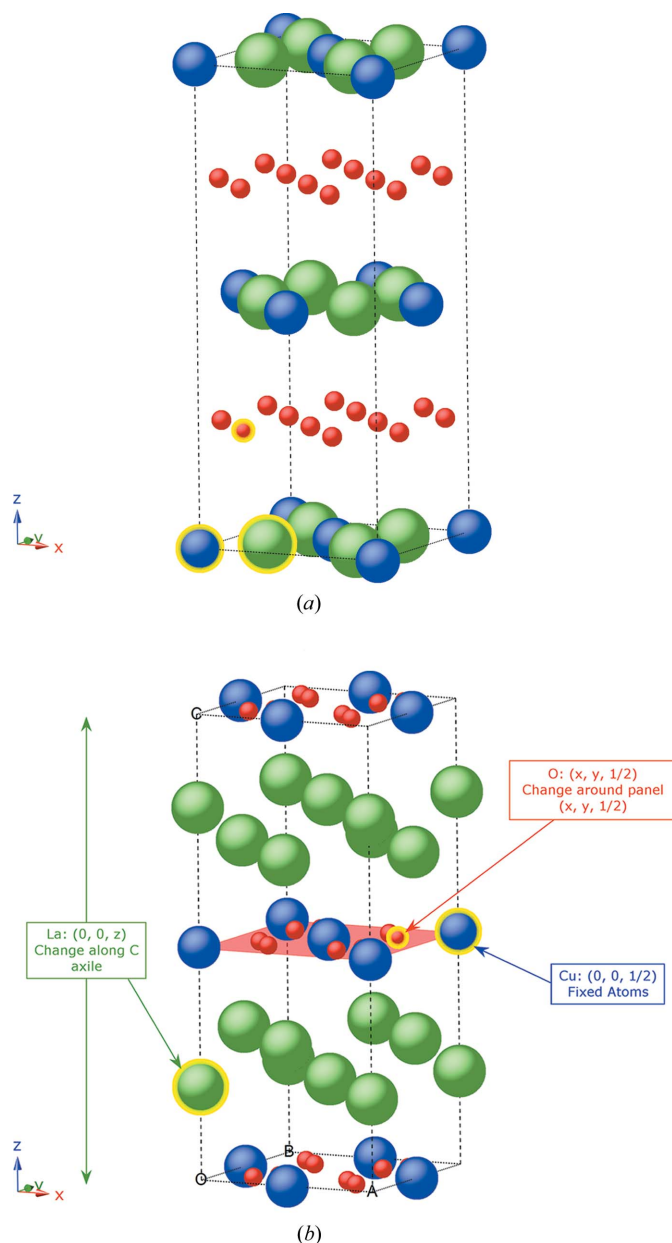 z
y
x
(a)
C
O: (x, y, 1/2)
Change around panel
(x, y, 1/2)
La: (0, 0, z)
Change along C
axile
Cu: (0, 0, 1/2)
Fixed Atoms
B
O
A
z
y
x
(b)